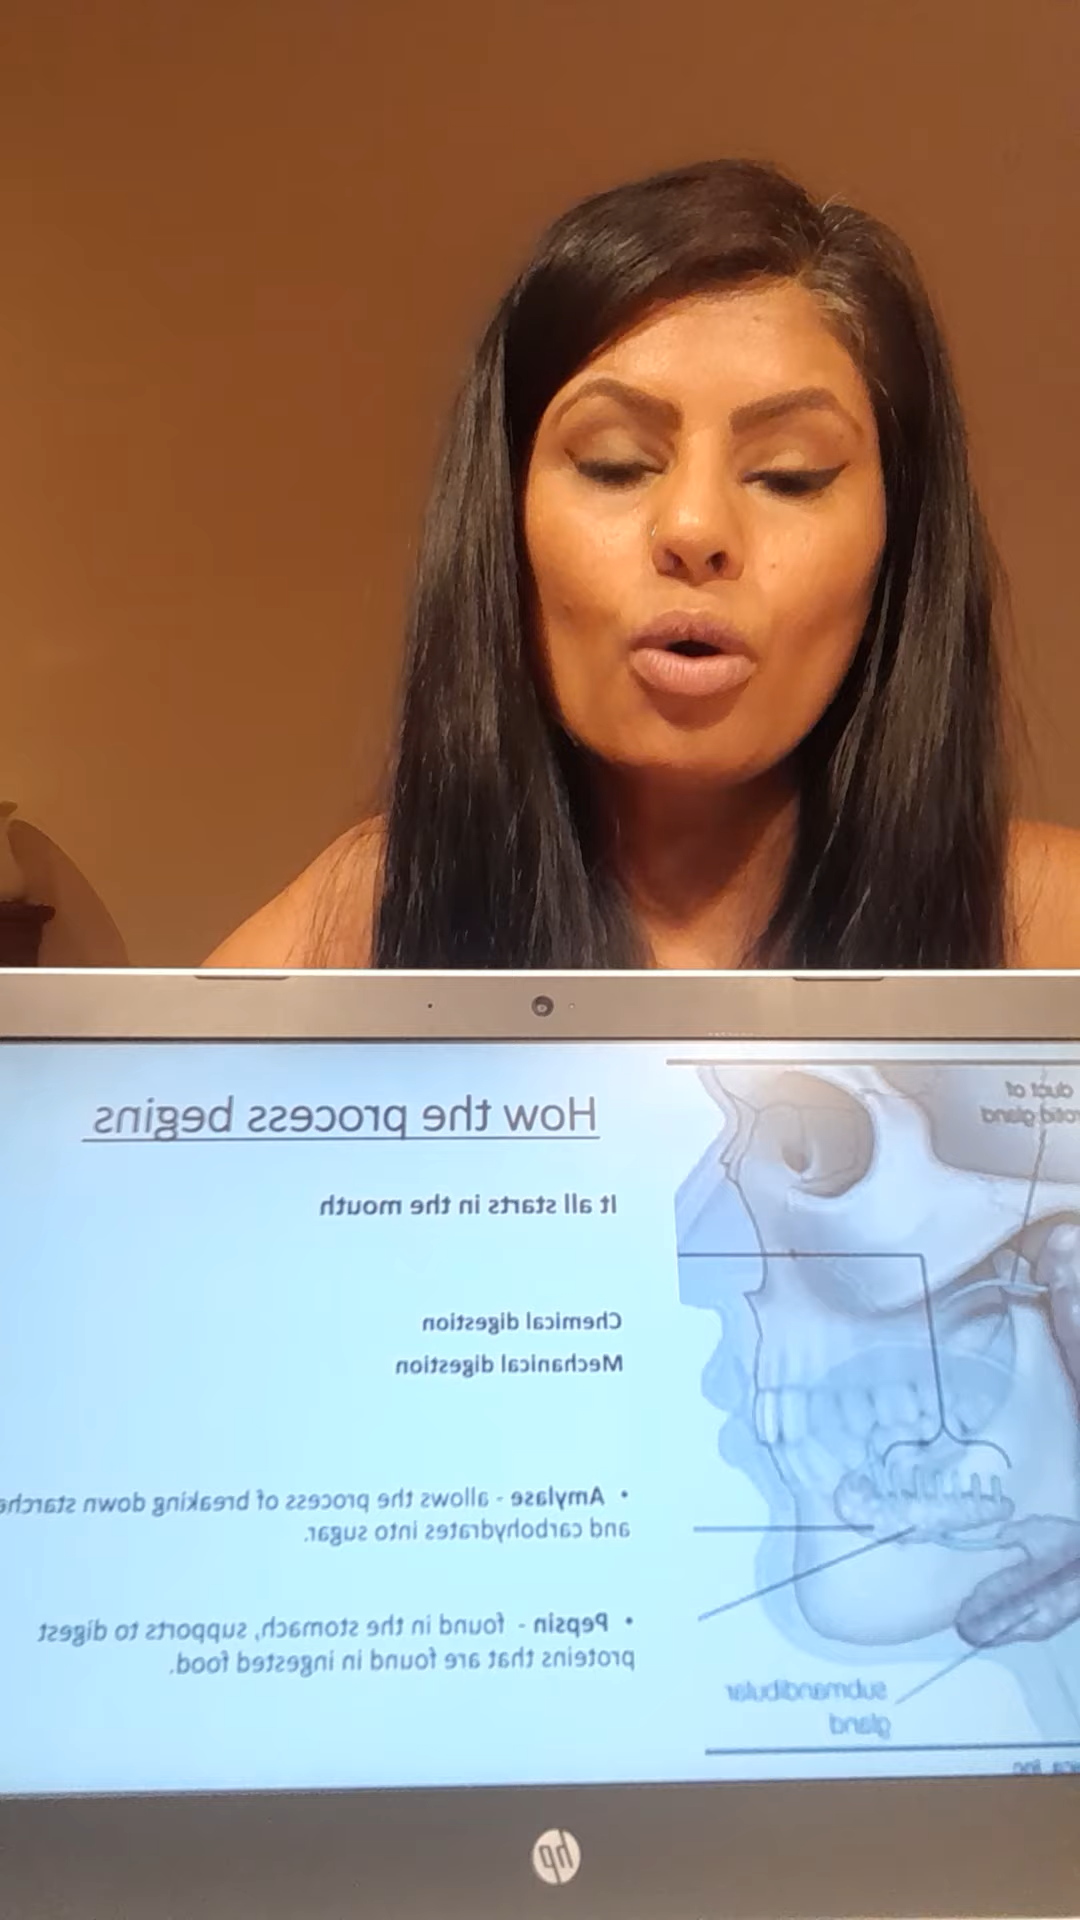 How the process begins
It all starts in the mouth
Chemical digestion
Mechanical digestion
• Amylase - allows the process of breaking down
and carbohydrates into sugar.
• Pepsin - found in the stomach, supports to digest
proteins that are found in ingested food.
duct of
gland
submandibular
gland
hp